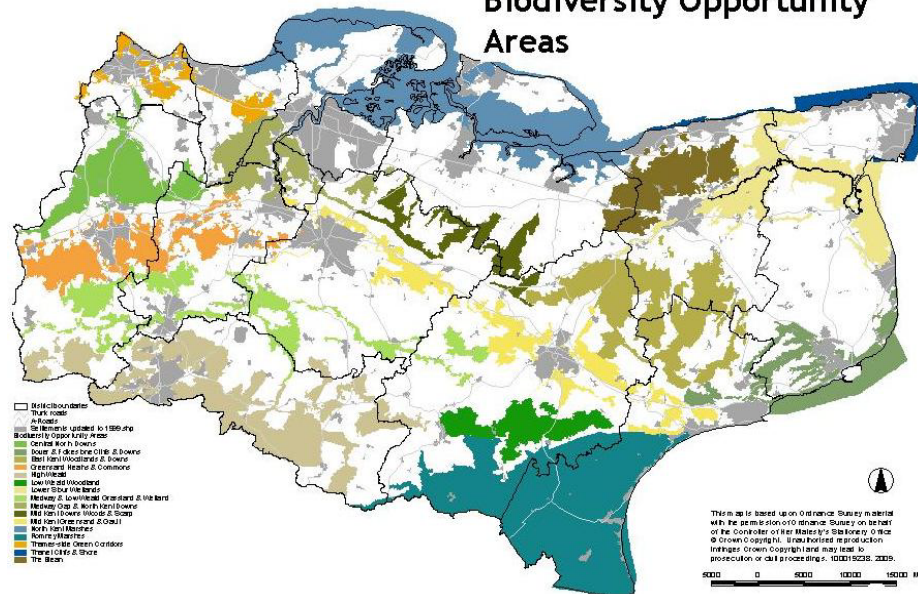 Biodiversity Opportunity
Areas
District boundaries
Trunk roads
A-Roads
Settlements updated to 1999.shp
Biodiversity Opportunity Areas
Central North Downs
Dover & Folkestone Cliffs & Downs
East Kent Woodlands & Downs
Greensand Heaths & Commons
High Weald
Low Weald Woodland
Lower Stour Wetlands
Medway & Low Weald Grassland & Wetland
Medway Gap & North Kent Downs
Mid Kent Downs Woods & Scarp
Mid Kent Greensand & Gault
North Kent Marshes
Romney Marshes
Thames-side Green Corridors
Thanet Cliffs & Shore
The Blean
This map is based upon Ordnance Survey material
with the permission of Ordnance Survey on behalf
of the Controller of Her Majesty's Stationery Office
© Crown Copyright. Unauthorised reproduction
infringes Crown Copyright and may lead to
prosecution or civil proceedings. 100019238. 2009.
5000 0 5000 10000 15000 M